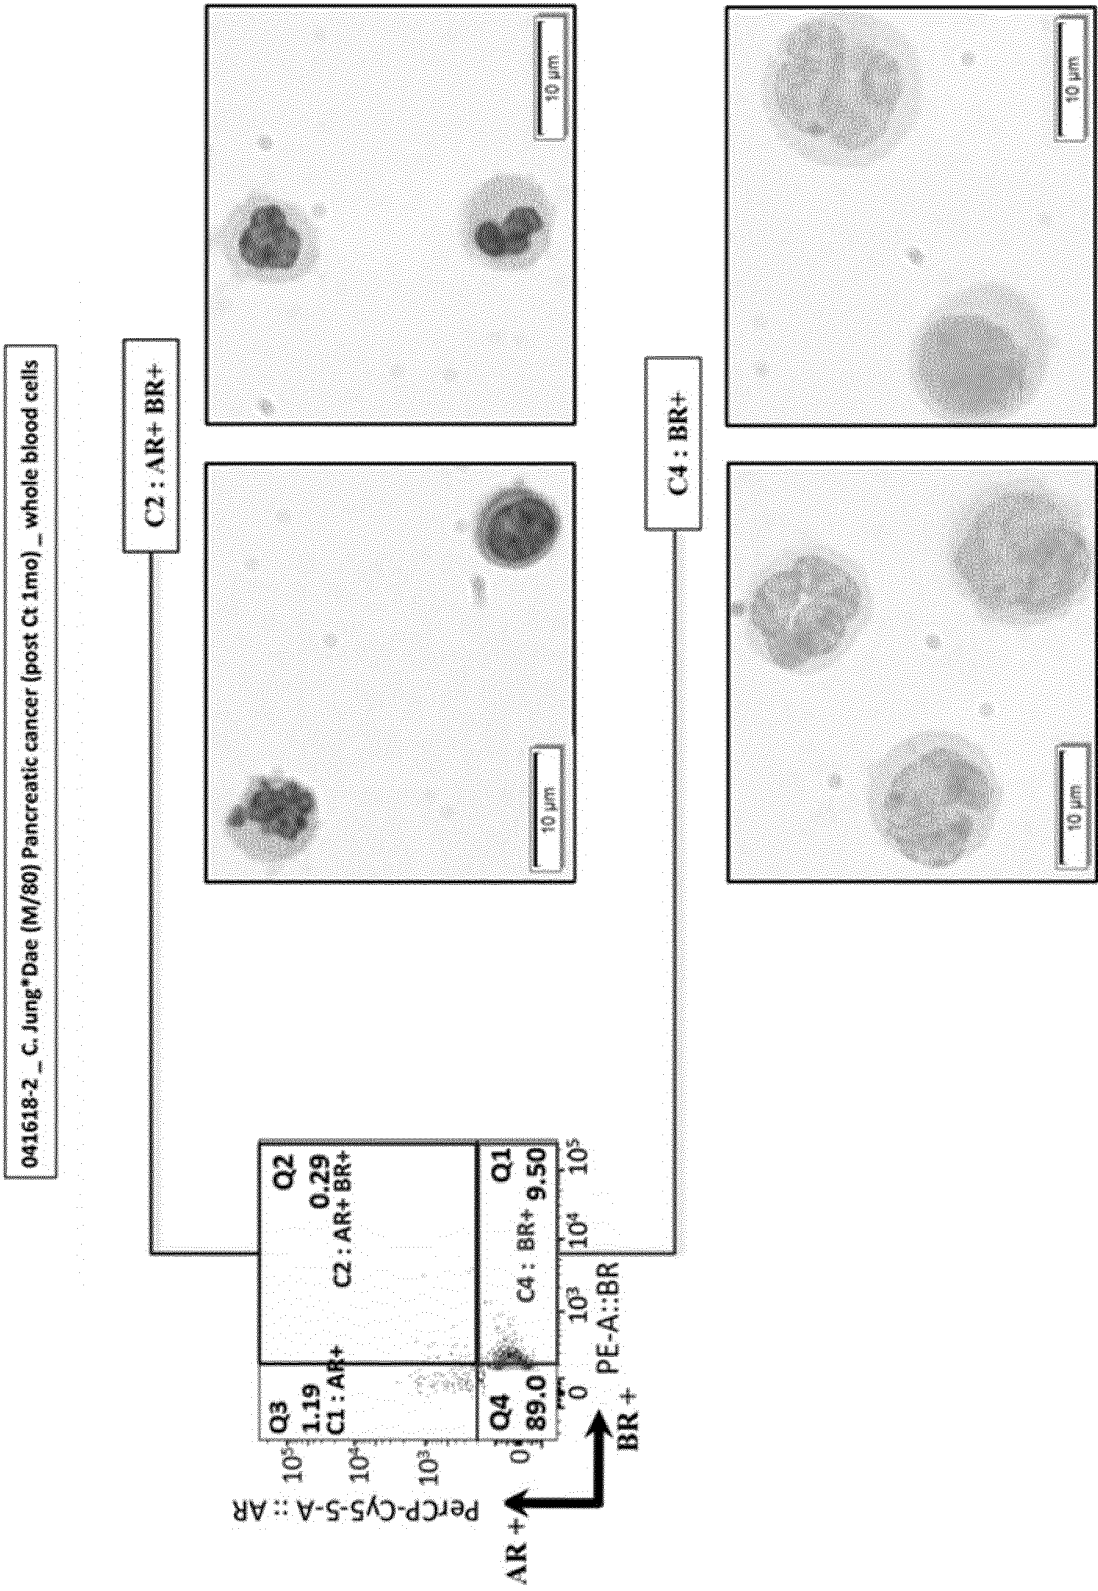 041618-2 _ C. Jung*Dae (M/80) Pancreatic cancer (post Ct 1mo) _ whole blood cells
C2 : AR+ BR+
10 µm
10 µm
C4 : BR+
10 µm
10 µm
PerCP-Cy5-5-A :: AR
10⁵
10⁴
10³
0
Q3
1.19
C1 : AR+
Q2
0.29
C2 : AR+ BR+
Q4
89.0
Q1
9.50
C4 : BR+
0
10³
10⁴
10⁵
PE-A::BR
AR +
BR +